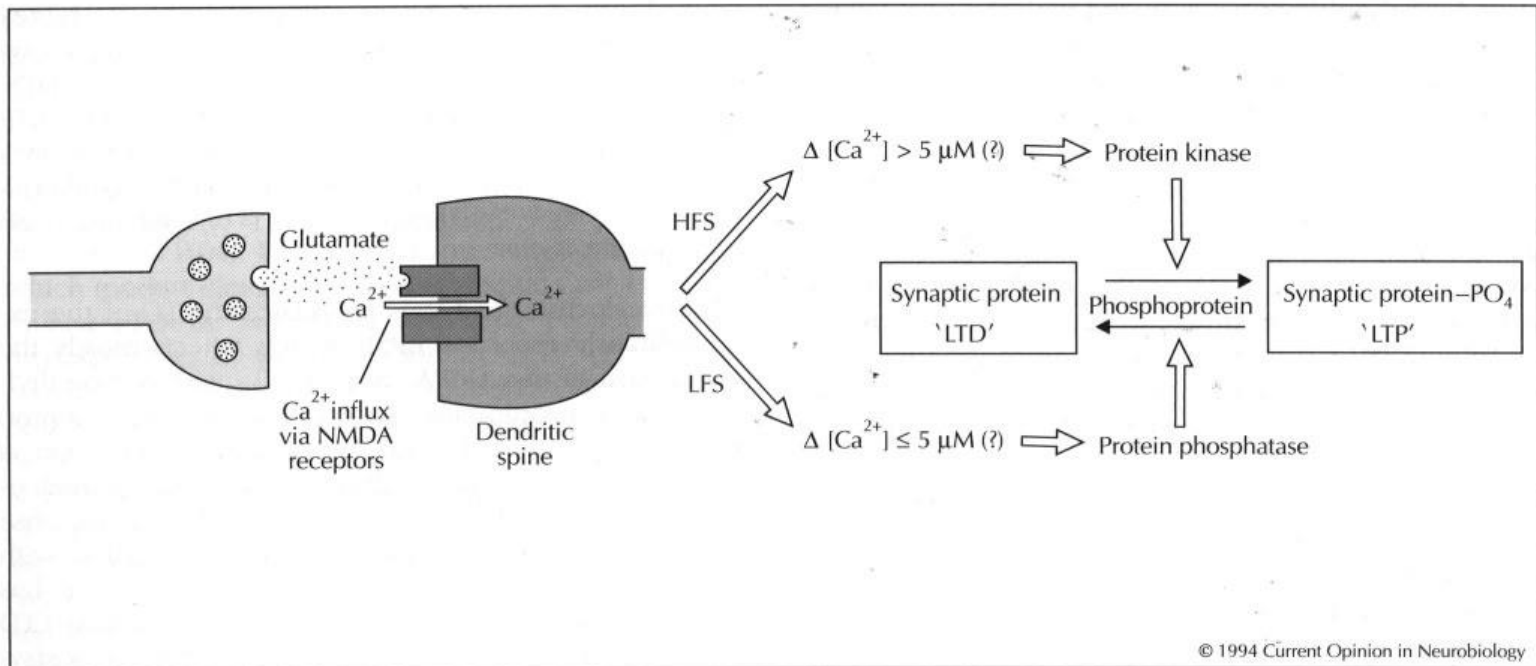 Glutamate
Ca²⁺
Ca²⁺
Ca²⁺ influx
via NMDA
receptors
Dendritic
spine
HFS
LFS
Δ [Ca²⁺] > 5 μM (?)
Protein kinase
Synaptic protein
‘LTD’
Phosphoprotein
Synaptic protein–PO₄
‘LTP’
Δ [Ca²⁺] ≤ 5 μM (?)
Protein phosphatase
© 1994 Current Opinion in Neurobiology